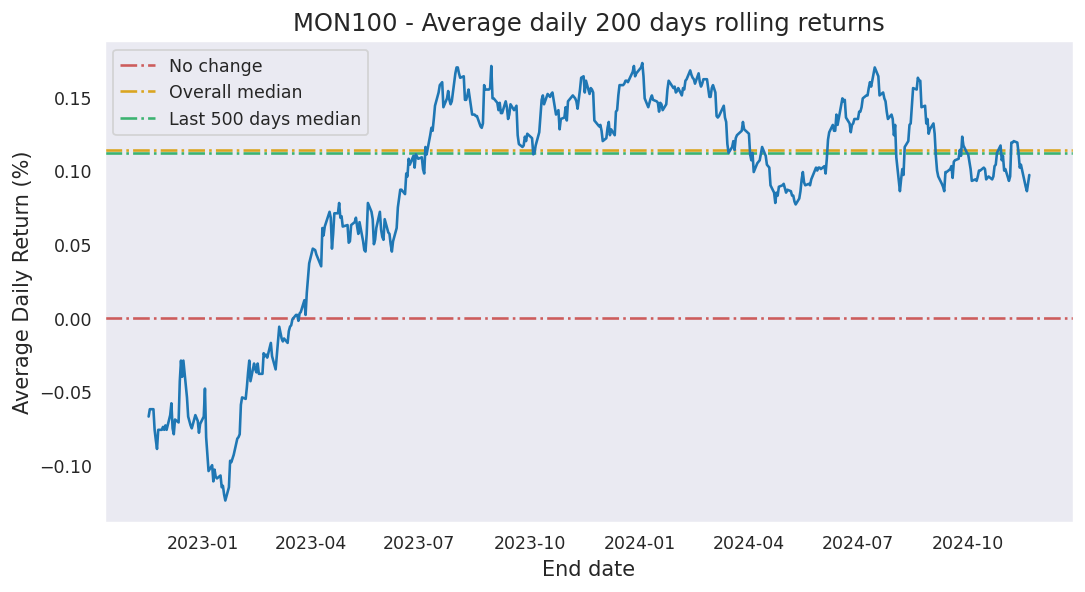 MON100 - Average daily 200 days rolling returns
No change
Overall median
Last 500 days median
Average Daily Return (%)
0.15
0.10
0.05
0.00
−0.05
−0.10
2023-01 2023-04 2023-07 2023-10 2024-01 2024-04 2024-07 2024-10
End date